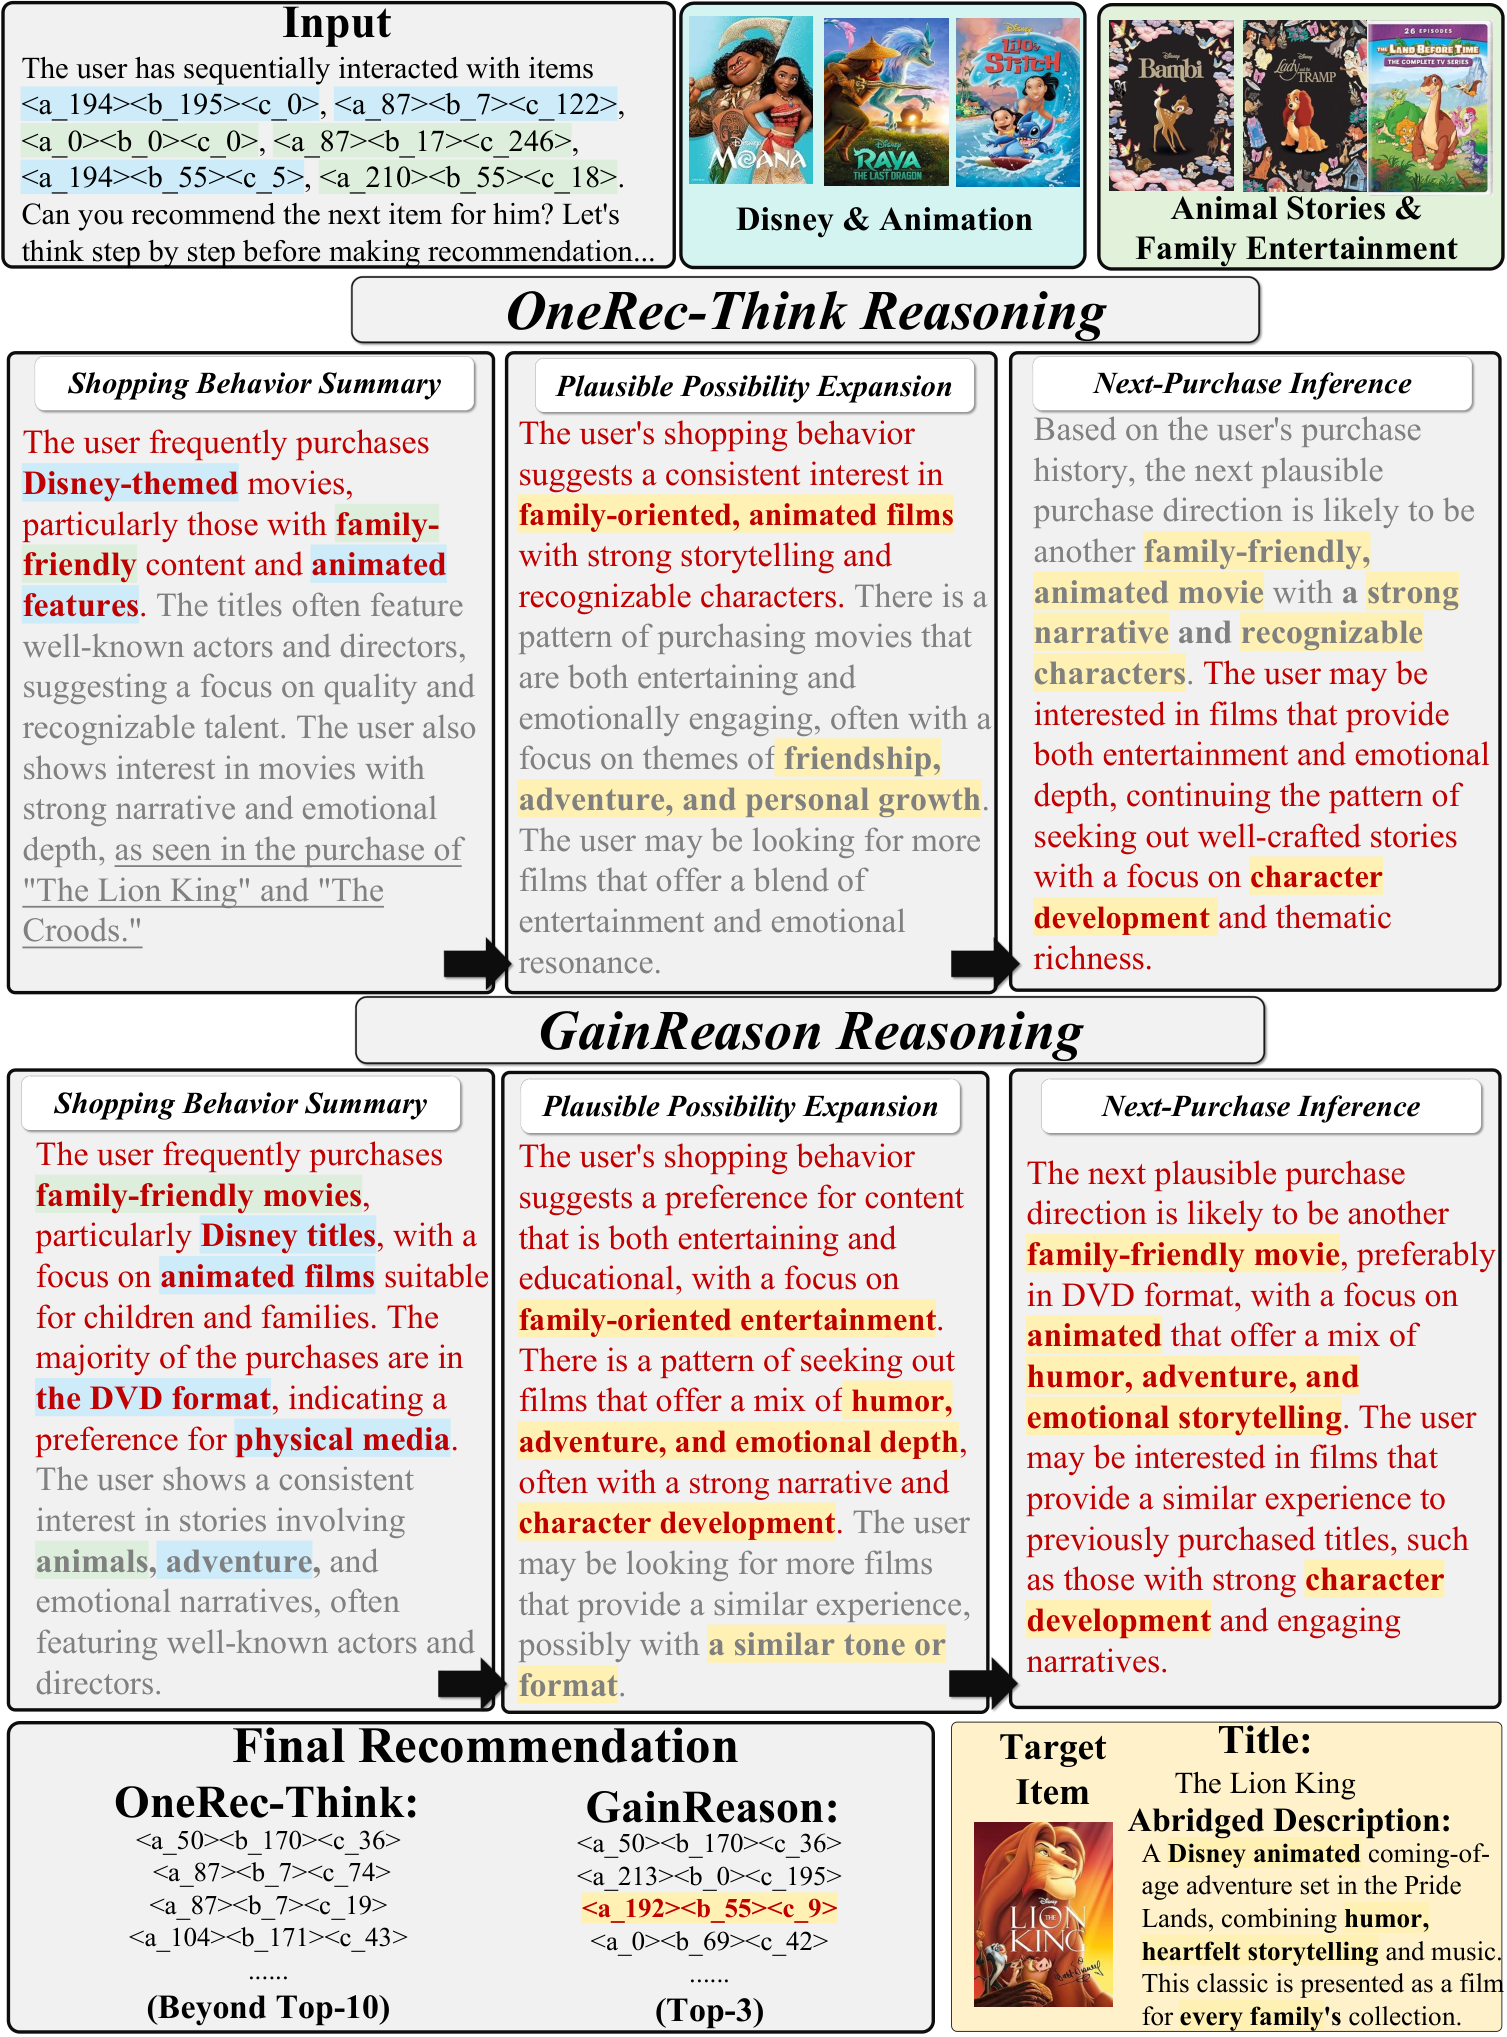 Input
The user has sequentially interacted with items
<a_194><b_195><c_0>, <a_87><b_7><c_122>,
<a_0><b_0><c_0>, <a_87><b_17><c_246>,
<a_194><b_55><c_5>, <a_210><b_55><c_18>.
Can you recommend the next item for him? Let's
think step by step before making recommendation...
Disney
MOANA
Disney
RAYA
AND
THE LAST DRAGON
Disney
LILO &
STITCH
Disney & Animation
Disney
Bambi
Disney
Lady and the
TRAMP
26 EPISODES
THE LAND BEFORE TIME
THE COMPLETE TV SERIES
Animal Stories &
Family Entertainment
OneRec-Think Reasoning
Shopping Behavior Summary
The user frequently purchases
Disney-themed movies,
particularly those with family-
friendly content and animated
features. The titles often feature
well-known actors and directors,
suggesting a focus on quality and
recognizable talent. The user also
shows interest in movies with
strong narrative and emotional
depth, as seen in the purchase of
"The Lion King" and "The
Croods."
Plausible Possibility Expansion
The user's shopping behavior
suggests a consistent interest in
family-oriented, animated films
with strong storytelling and
recognizable characters. There is a
pattern of purchasing movies that
are both entertaining and
emotionally engaging, often with a
focus on themes of friendship,
adventure, and personal growth.
The user may be looking for more
films that offer a blend of
entertainment and emotional
resonance.
Next-Purchase Inference
Based on the user's purchase
history, the next plausible
purchase direction is likely to be
another family-friendly,
animated movie with a strong
narrative and recognizable
characters. The user may be
interested in films that provide
both entertainment and emotional
depth, continuing the pattern of
seeking out well-crafted stories
with a focus on character
development and thematic
richness.
GainReason Reasoning
Shopping Behavior Summary
The user frequently purchases
family-friendly movies,
particularly Disney titles, with a
focus on animated films suitable
for children and families. The
majority of the purchases are in
the DVD format, indicating a
preference for physical media.
The user shows a consistent
interest in stories involving
animals, adventure, and
emotional narratives, often
featuring well-known actors and
directors.
Plausible Possibility Expansion
The user's shopping behavior
suggests a preference for content
that is both entertaining and
educational, with a focus on
family-oriented entertainment.
There is a pattern of seeking out
films that offer a mix of humor,
adventure, and emotional depth,
often with a strong narrative and
character development. The user
may be looking for more films
that provide a similar experience,
possibly with a similar tone or
format.
Next-Purchase Inference
The next plausible purchase
direction is likely to be another
family-friendly movie, preferably
in DVD format, with a focus on
animated that offer a mix of
humor, adventure, and
emotional storytelling. The user
may be interested in films that
provide a similar experience to
previously purchased titles, such
as those with strong character
development and engaging
narratives.
Final Recommendation
OneRec-Think:
<a_50><b_170><c_36>
<a_87><b_7><c_74>
<a_87><b_7><c_19>
<a_104><b_171><c_43>
......
(Beyond Top-10)
GainReason:
<a_50><b_170><c_36>
<a_213><b_0><c_195>
<a_192><b_55><c_9>
<a_0><b_69><c_42>
......
(Top-3)
Target
Item
Disney
THE
LION
KING
Walt Disney
Title:
The Lion King
Abridged Description:
A Disney animated coming-of-
age adventure set in the Pride
Lands, combining humor,
heartfelt storytelling and music.
This classic is presented as a film
for every family's collection.